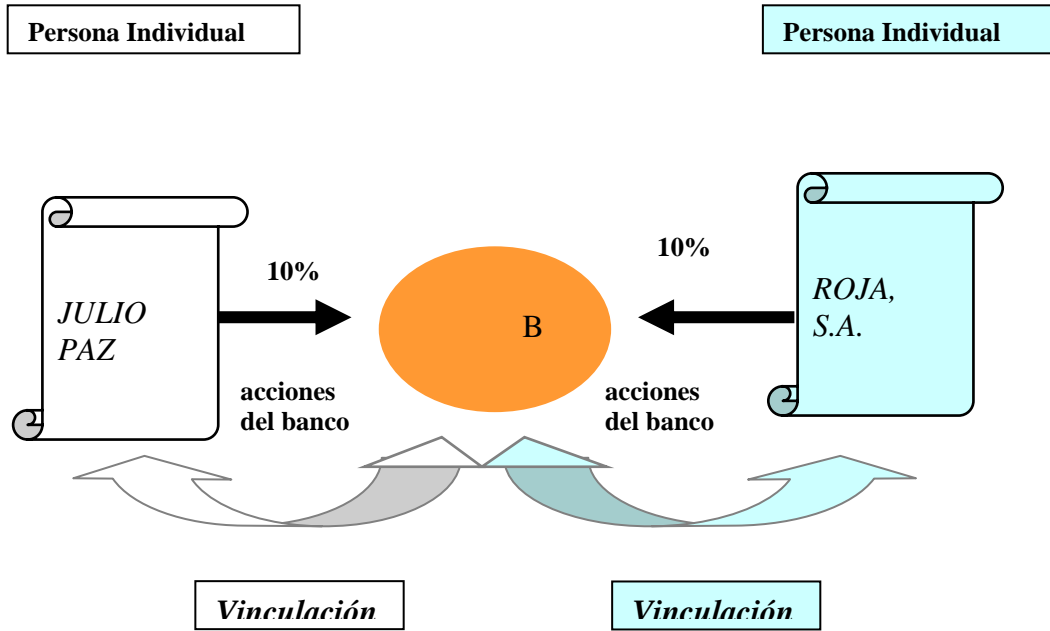 Persona Individual
Persona Individual
JULIO
PAZ
10%
acciones
del banco
B
10%
acciones
del banco
ROJA,
S.A.
Vinculación
Vinculación